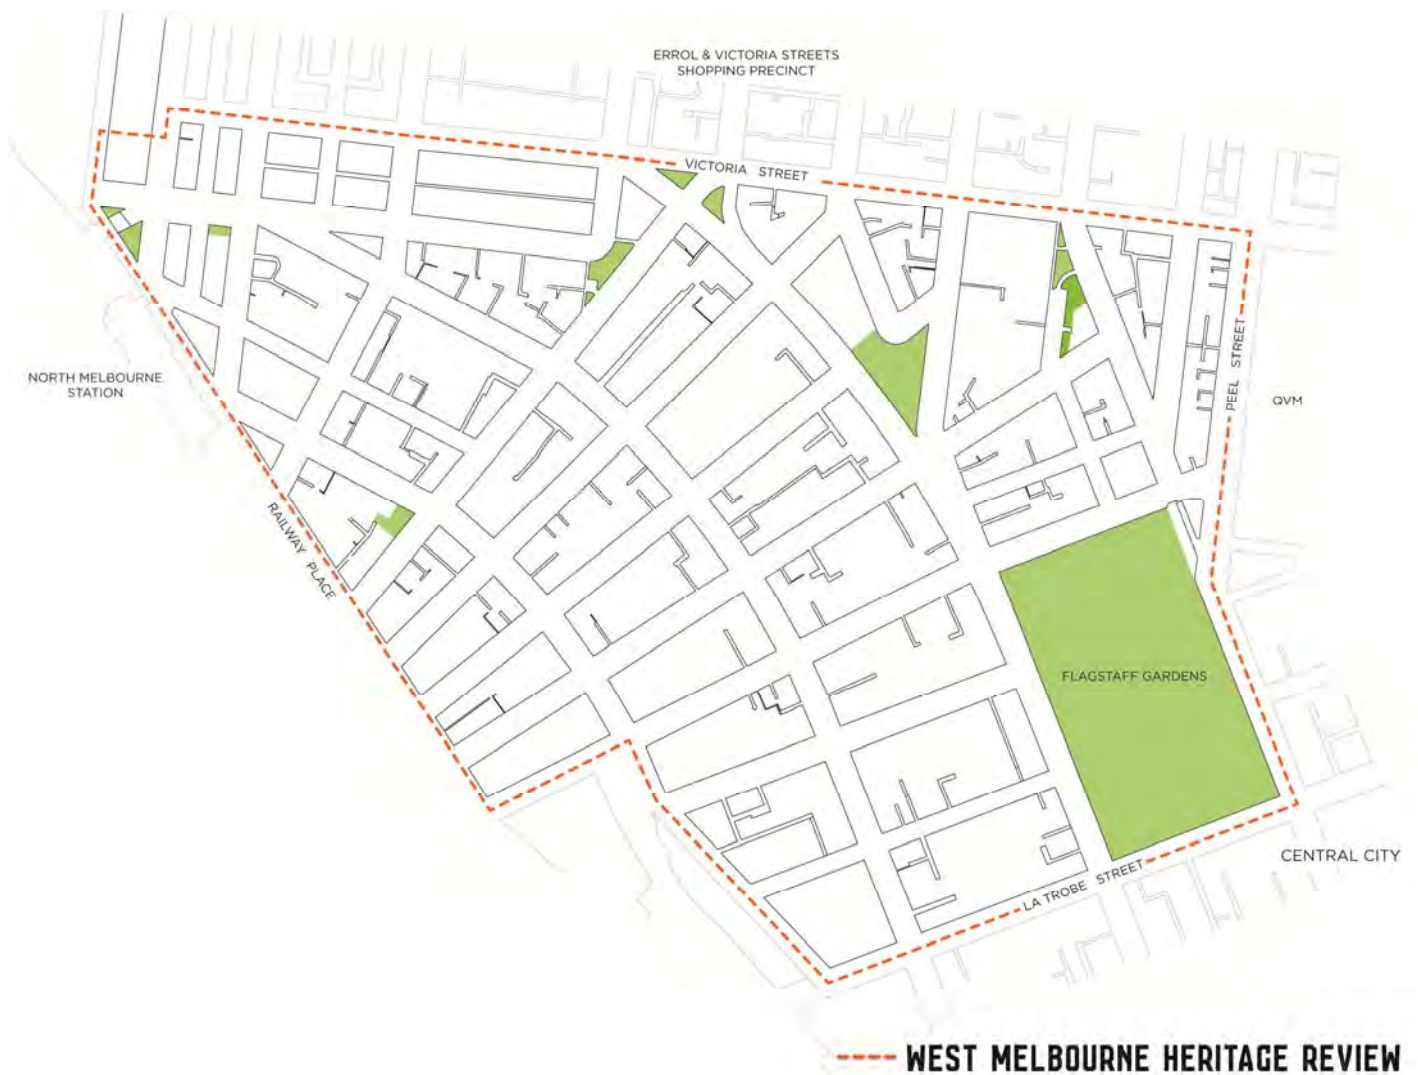 ERROL & VICTORIA STREETS
SHOPPING PRECINCT
VICTORIA STREET
NORTH MELBOURNE
STATION
PEEL STREET
QVM
RAILWAY PLACE
FLAGSTAFF GARDENS
CENTRAL CITY
LA TROBE STREET
WEST MELBOURNE HERITAGE REVIEW